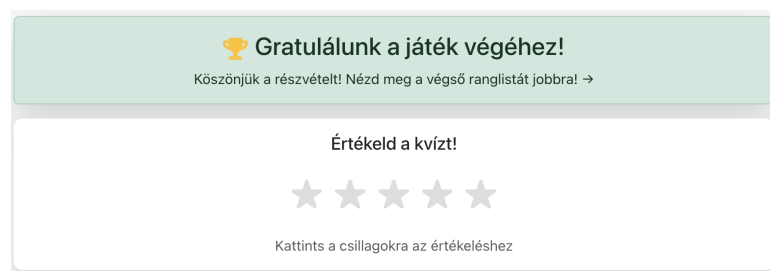 Gratulálunk a játék végéhez!
Köszönjük a részvételt! Nézd meg a végső ranglistát jobbra! →
Értékeld a kvízt!
Kattints a csillagokra az értékeléshez